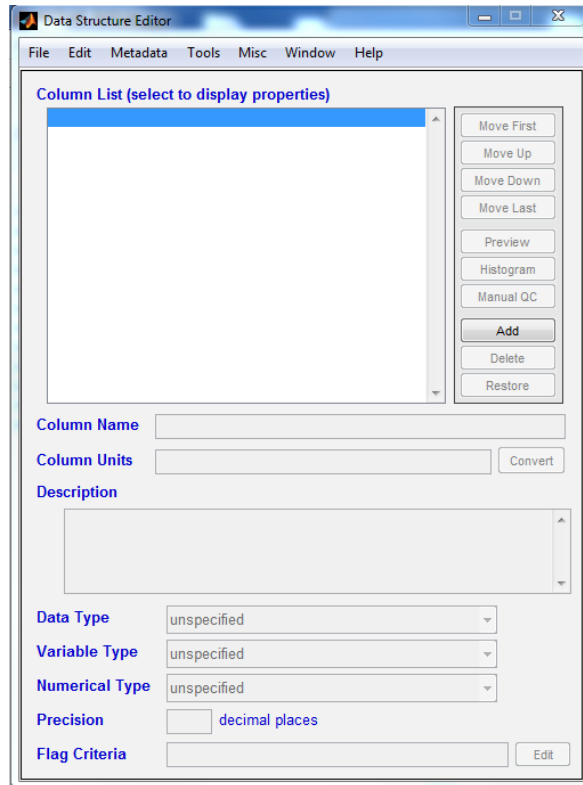 Data Structure Editor
File Edit Metadata Tools Misc Window Help
Column List (select to display properties)
Move First
Move Up
Move Down
Move Last
Preview
Histogram
Manual QC
Add
Delete
Restore
Column Name
Column Units Convert
Description
Data Type unspecified
Variable Type unspecified
Numerical Type unspecified
Precision decimal places
Flag Criteria Edit